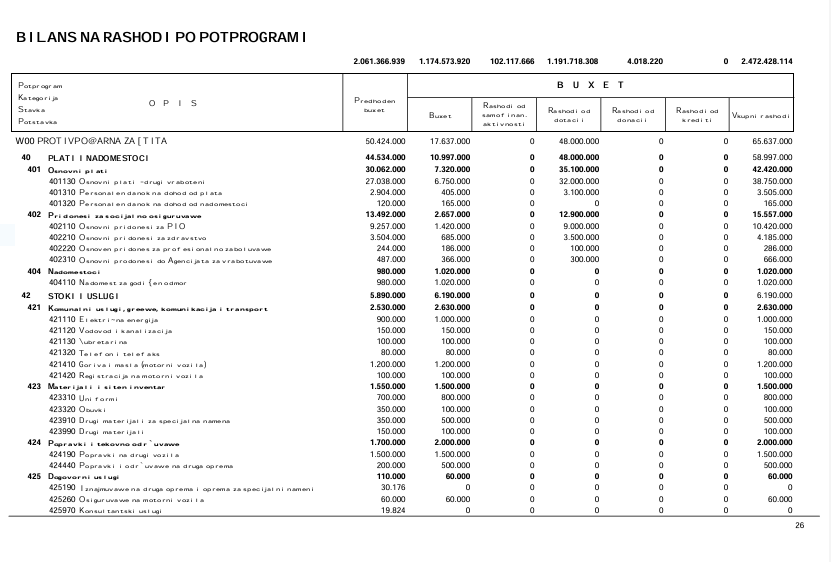 BILANS NA RASHODI PO POTPROGRAMI
2.061.366.939 1.174.573.920 102.117.666 1.191.718.308 4.018.220 0 2.472.428.114
Potprogram
Kategorija
Stavka
Potstavka
O P I S
Predhoden buxet
B U X E T
Buxet
Rashodi od samofinan. aktivnosti
Rashodi od dotacii
Rashodi od donacii
Rashodi od krediti
Vkupni rashodi
W00 PROTIVPO@ARNA ZA[TITA 50.424.000 17.637.000 0 48.000.000 0 0 65.637.000
40 PLATI I NADOMESTOCI 44.534.000 10.997.000 0 48.000.000 0 0 58.997.000
401 Osnovni plati 30.062.000 7.320.000 0 35.100.000 0 0 42.420.000
401130 Osnovni plati -drugi vraboteni 27.038.000 6.750.000 0 32.000.000 0 0 38.750.000
401310 Personalen danok na dohod od plata 2.904.000 405.000 0 3.100.000 0 0 3.505.000
401320 Personalen danok na dohod od nadomestoci 120.000 165.000 0 0 0 0 165.000
402 Pridonesi za socijalno osiguruvawe 13.492.000 2.657.000 0 12.900.000 0 0 15.557.000
402110 Osnovni pridonesi za PIO 9.257.000 1.420.000 0 9.000.000 0 0 10.420.000
402210 Osnovni pridonesi za zdravstvo 3.504.000 685.000 0 3.500.000 0 0 4.185.000
402220 Osnoven pridones za profesionalno zaboluvawe 244.000 186.000 0 100.000 0 0 286.000
402310 Osnovni prodonesi do Agencijata za vrabotuvawe 487.000 366.000 0 300.000 0 0 666.000
404 Nadomestoci 980.000 1.020.000 0 0 0 0 1.020.000
404110 Nadomest za godi{en odmor 980.000 1.020.000 0 0 0 0 1.020.000
42 STOKI I USLUGI 5.890.000 6.190.000 0 0 0 0 6.190.000
421 Komunalni uslugi, greewe, komunikacija i transport 2.530.000 2.630.000 0 0 0 0 2.630.000
421110 Elektri~na energija 900.000 1.000.000 0 0 0 0 1.000.000
421120 Vodovod i kanalizacija 150.000 150.000 0 0 0 0 150.000
421130 \ubretarina 100.000 100.000 0 0 0 0 100.000
421320 Telefon i telefaks 80.000 80.000 0 0 0 0 80.000
421410 Goriva i masla (motorni vozila) 1.200.000 1.200.000 0 0 0 0 1.200.000
421420 Registracija na motorni vozila 100.000 100.000 0 0 0 0 100.000
423 Materijali i siten inventar 1.550.000 1.500.000 0 0 0 0 1.500.000
423310 Uniformi 700.000 800.000 0 0 0 0 800.000
423320 Obuvki 350.000 100.000 0 0 0 0 100.000
423910 Drugi materijali za specijalna namena 350.000 500.000 0 0 0 0 500.000
423990 Drugi materijali 150.000 100.000 0 0 0 0 100.000
424 Popravki i tekovno odr`uvawe 1.700.000 2.000.000 0 0 0 0 2.000.000
424190 Popravki na drugi vozila 1.500.000 1.500.000 0 0 0 0 1.500.000
424440 Popravki i odr`uvawe na druga oprema 200.000 500.000 0 0 0 0 500.000
425 Dogovorni uslugi 110.000 60.000 0 0 0 0 60.000
425190 Iznajmuvawe na druga oprema i oprema za specijalni nameni 30.176 0 0 0 0 0 0
425260 Osiguruvawe na motorni vozila 60.000 60.000 0 0 0 0 60.000
425970 Konsultantski uslugi 19.824 0 0 0 0 0 0
26